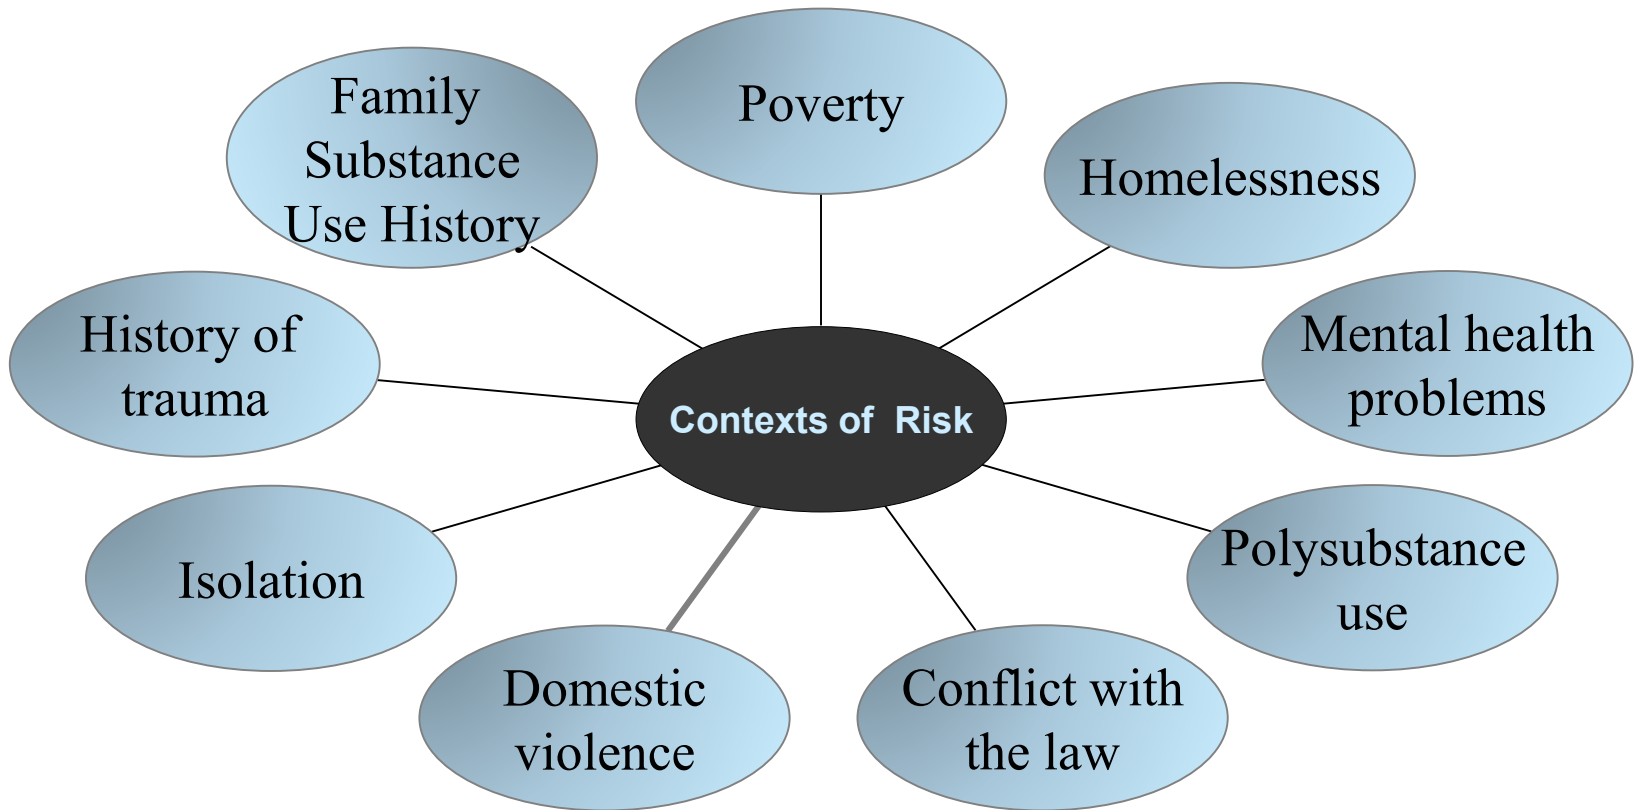 Poverty
Family
Substance
Use History
Homelessness
History of
trauma
Mental health
problems
Contexts of  Risk
Isolation
Polysubstance
use
Domestic
violence
Conflict with
the law